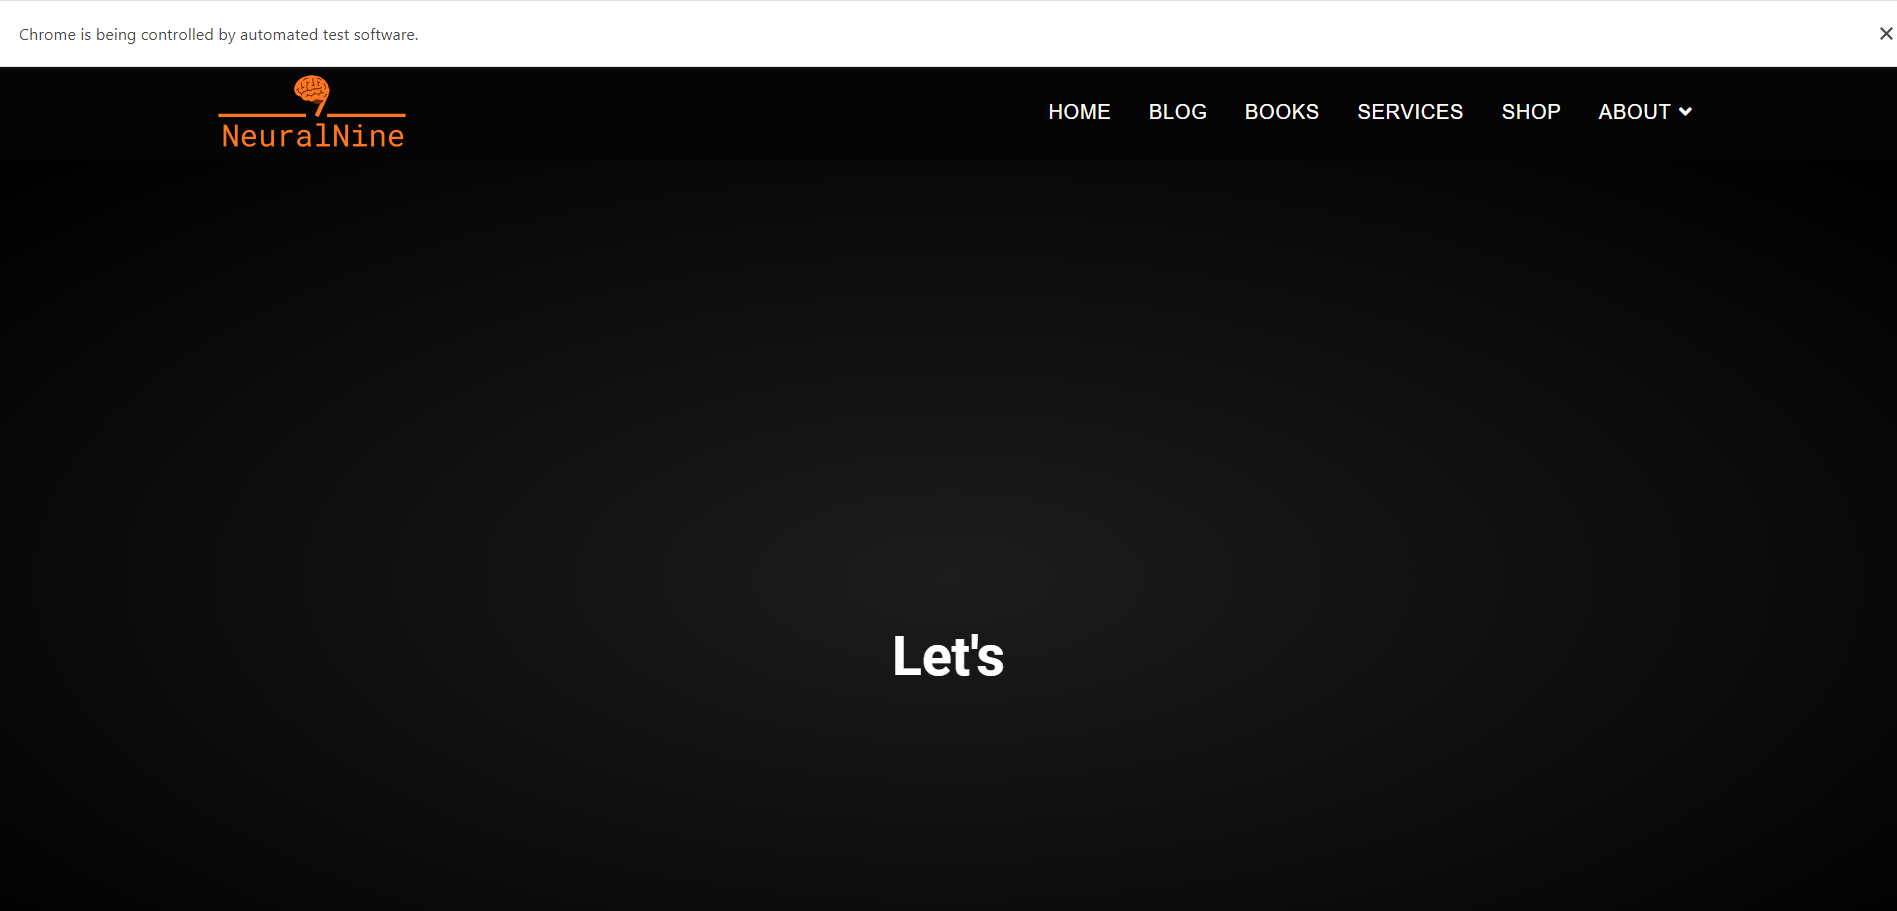 Chrome is being controlled by automated test software.
NeuralNine
HOME BLOG BOOKS SERVICES SHOP ABOUT
Let's